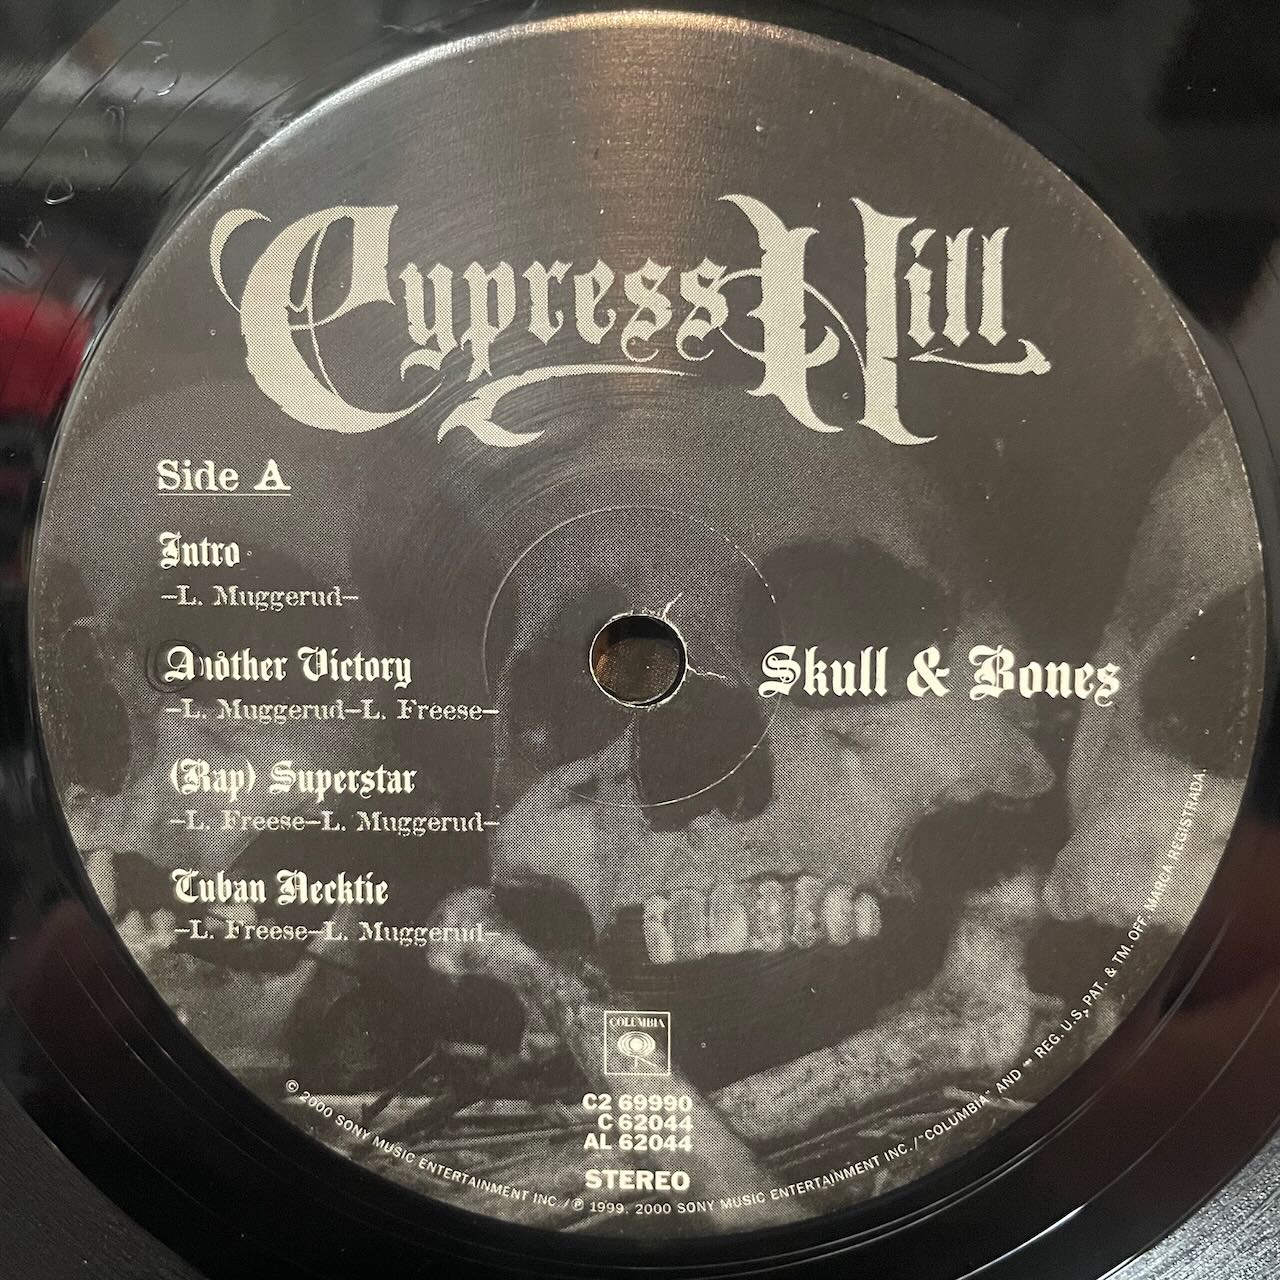 Cypress Hill
Side A
Intro
–L. Muggerud–
Another Victory
–L. Muggerud–L. Freese–
(Rap) Superstar
–L. Freese–L. Muggerud–
Cuban Necktie
–L. Freese–L. Muggerud–
Skull & Bones
COLUMBIA
C2 69990
C 62044
AL 62044
STEREO
© 2000 SONY MUSIC ENTERTAINMENT INC./℗ 1999, 2000 SONY MUSIC ENTERTAINMENT INC./"COLUMBIA" AND REG. U.S. PAT. & TM. OFF. MARCA REGISTRADA.